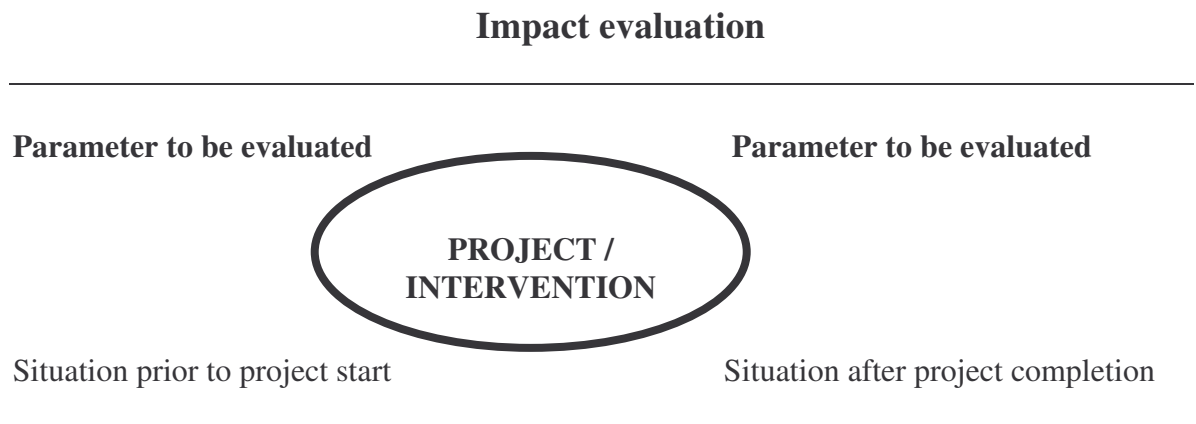 Impact evaluation
Parameter to be evaluated
Parameter to be evaluated
PROJECT /
INTERVENTION
Situation prior to project start
Situation after project completion